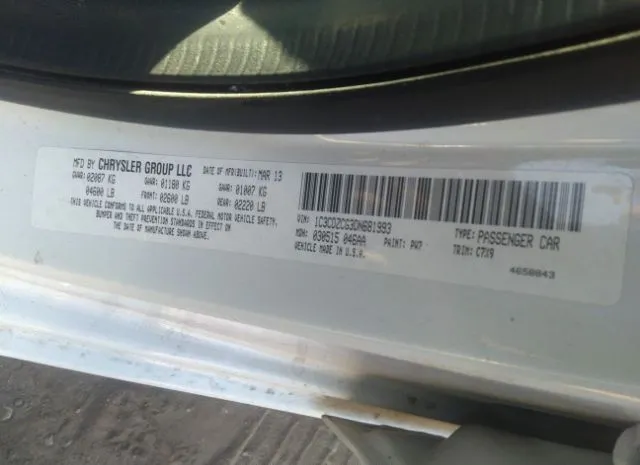 MFD BY CHRYSLER GROUP LLC DATE OF MFR(BUILT): MAR 13
GVWR: 02087 KG GAWR: 01180 KG GAWR: 01007 KG
04600 LB FRONT: 02600 LB REAR: 02220 LB
THIS VEHICLE CONFORMS TO ALL APPLICABLE U.S.A. FEDERAL MOTOR VEHICLE SAFETY,
BUMPER AND THEFT PREVENTION STANDARDS IN EFFECT ON
THE DATE OF MANUFACTURE SHOWN ABOVE.
VIN: 1C3CDZCG3DN681993 TYPE: PASSENGER CAR
MDH: 030515 046AA PAINT: PW7 TRIM: C7X9
VEHICLE MADE IN U.S.A.
4658843